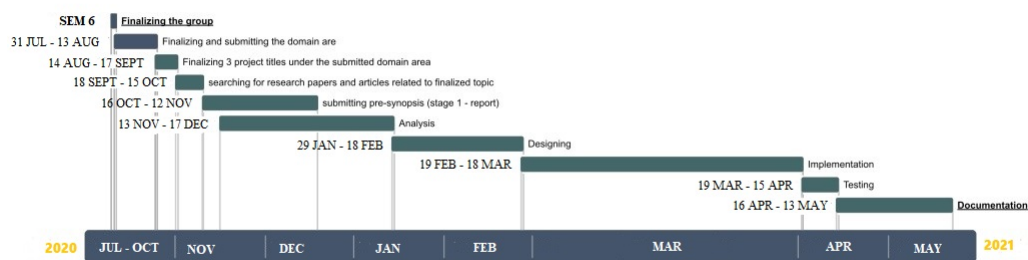 SEM 6 Finalizing the group
31 JUL - 13 AUG Finalizing and submitting the domain are
14 AUG - 17 SEPT Finalizing 3 project titles under the submitted domain area
18 SEPT - 15 OCT searching for research papers and articles related to finalized topic
16 OCT - 12 NOV submitting pre-synopsis (stage 1 - report)
13 NOV - 17 DEC Analysis
29 JAN - 18 FEB Designing
19 FEB - 18 MAR Implementation
19 MAR - 15 APR Testing
16 APR - 13 MAY Documentation
2020 JUL - OCT NOV DEC JAN FEB MAR APR MAY 2021